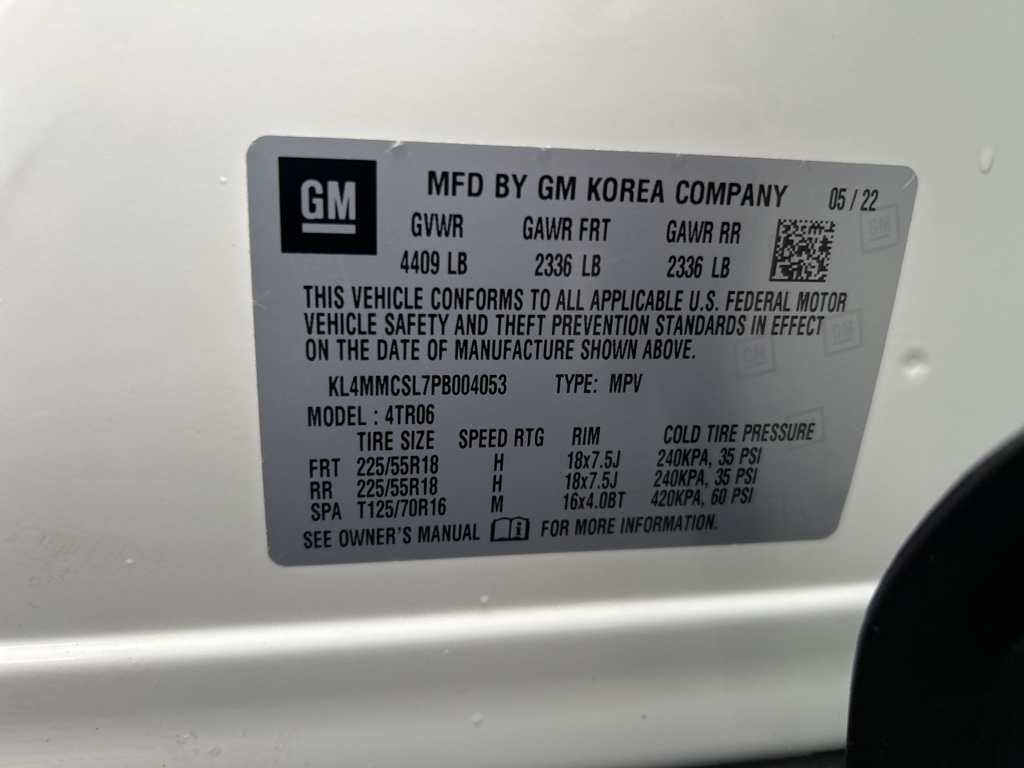 GM MFD BY GM KOREA COMPANY 05 / 22
GVWR GAWR FRT GAWR RR
4409 LB 2336 LB 2336 LB
THIS VEHICLE CONFORMS TO ALL APPLICABLE U.S. FEDERAL MOTOR
VEHICLE SAFETY AND THEFT PREVENTION STANDARDS IN EFFECT
ON THE DATE OF MANUFACTURE SHOWN ABOVE.
KL4MMCSL7PB004053 TYPE: MPV
MODEL : 4TR06
TIRE SIZE SPEED RTG RIM COLD TIRE PRESSURE
FRT 225/55R18 H 18x7.5J 240KPA, 35 PSI
RR 225/55R18 H 18x7.5J 240KPA, 35 PSI
SPA T125/70R16 M 16x4.0BT 420KPA, 60 PSI
SEE OWNER'S MANUAL i FOR MORE INFORMATION.
GM
GM
GM